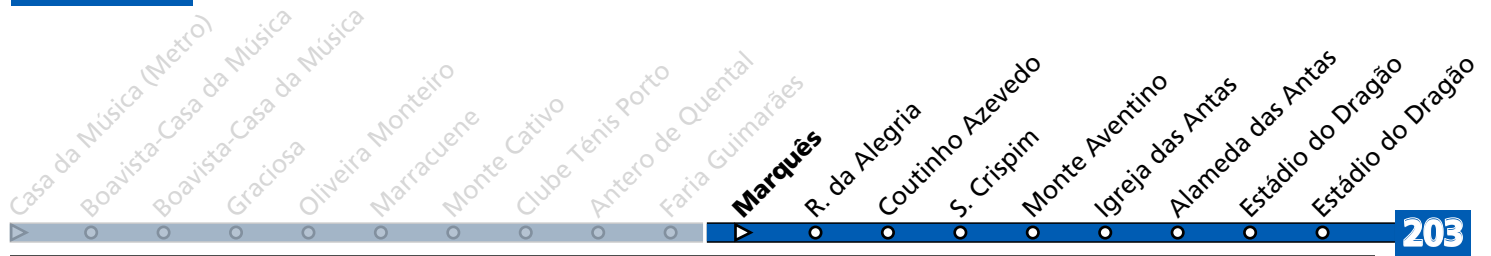 Casa da Música (Metro)
Boavista-Casa da Música
Boavista-Casa da Música
Graciosa
Oliveira Monteiro
Marracuene
Monte Cativo
Clube Ténis Porto
Antero de Quental
Faria Guimarães
Marquês
R. da Alegria
Coutinho Azevedo
S. Crispim
Monte Aventino
Igreja das Antas
Alameda das Antas
Estádio do Dragão
Estádio do Dragão
203